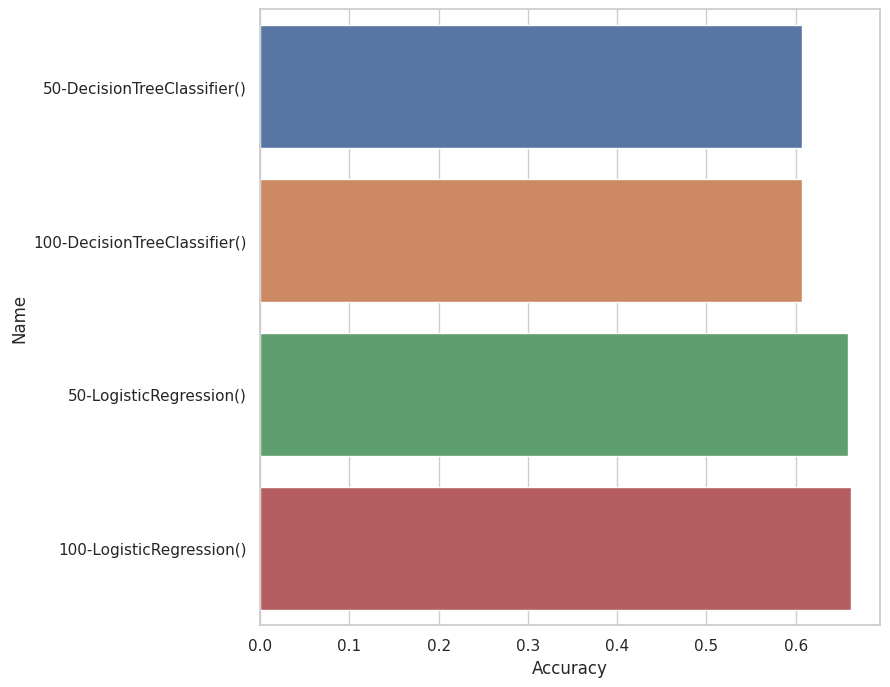 50-DecisionTreeClassifier()
100-DecisionTreeClassifier()
Name
50-LogisticRegression()
100-LogisticRegression()
0.0 0.1 0.2 0.3 0.4 0.5 0.6
Accuracy